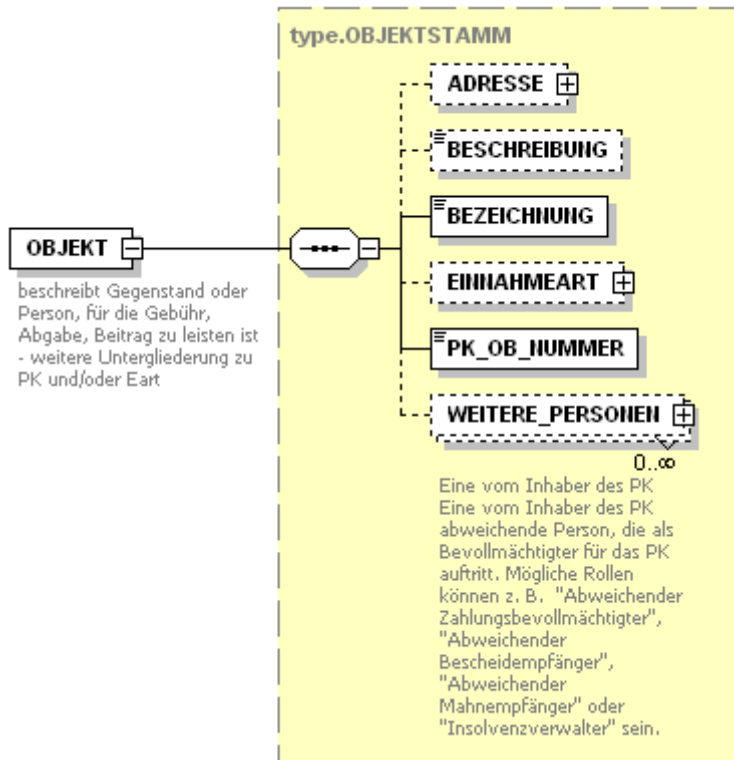 type.OBJEKTSTAMM
ADRESSE
BESCHREIBUNG
BEZEICHNUNG
OBJEKT
beschreibt Gegenstand oder
Person, für die Gebühr,
Abgabe, Beitrag zu leisten ist
- weitere Untergliederung zu
PK und/oder Eart
EINNAHMEART
PK_OB_NUMMER
WEITERE_PERSONEN
0..∞
Eine vom Inhaber des PK
Eine vom Inhaber des PK
abweichende Person, die als
Bevollmächtigter für das PK
auftritt. Mögliche Rollen
können z. B. "Abweichender
Zahlungsbevollmächtigter",
"Abweichender
Bescheidempfänger",
"Abweichender
Mahnempfänger" oder
"Insolvenzverwalter" sein.